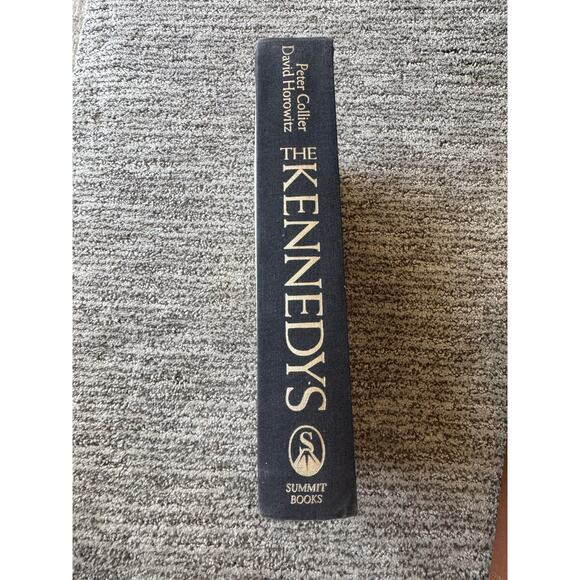 Peter Collier
David Horowitz
THE
KENNEDYS
S
SUMMIT
BOOKS